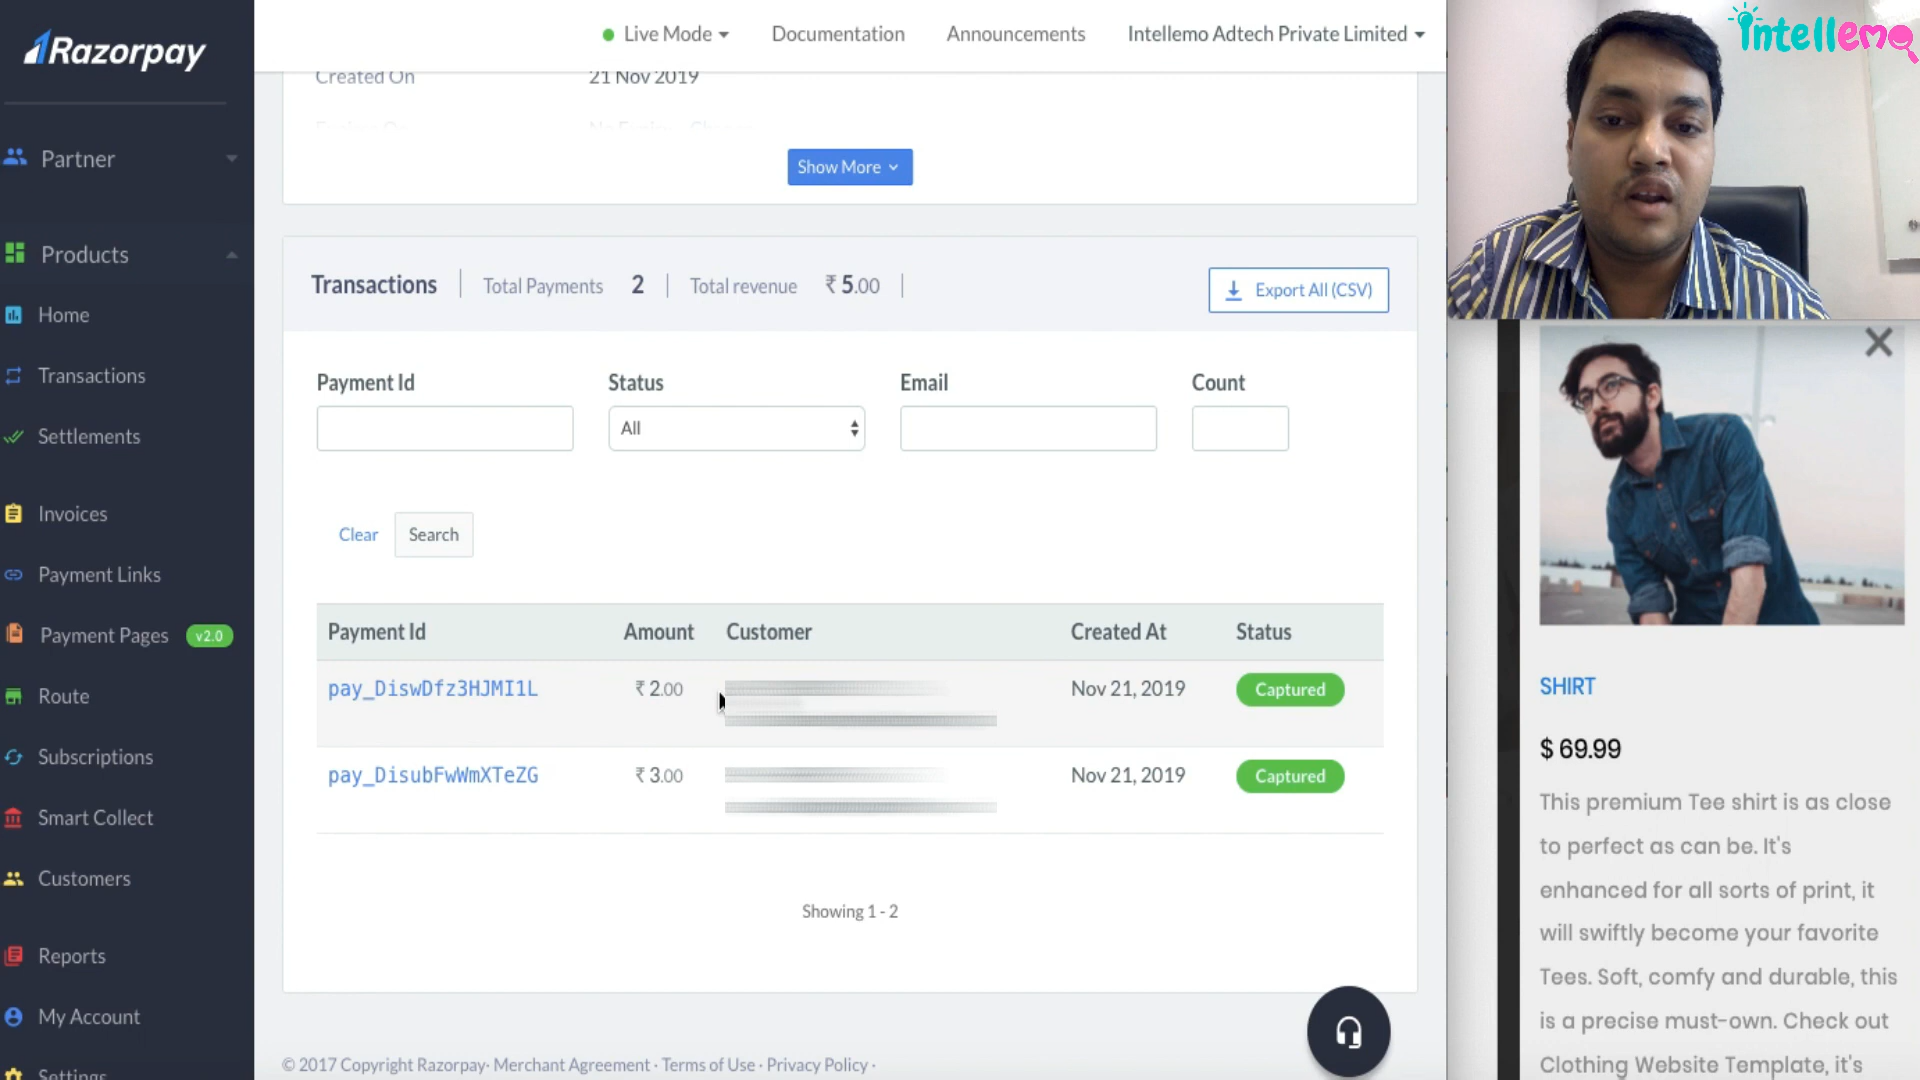 Razorpay
Partner
Products
Home
Transactions
Settlements
Invoices
Payment Links
Payment Pages v2.0
Route
Subscriptions
Smart Collect
Customers
Reports
My Account
Settings
Live Mode Documentation Announcements Intellemo Adtech Private Limited
Created On 21 Nov 2019
Show More
Transactions Total Payments 2 Total revenue ₹ 5.00 Export All (CSV)
Payment Id Status Email Count
All
Clear Search
Payment Id Amount Customer Created At Status
pay_DiswDfz3HJMI1L ₹ 2.00 Nov 21, 2019 Captured
pay_DisubFwWmXTeZG ₹ 3.00 Nov 21, 2019 Captured
Showing 1 - 2
© 2017 Copyright Razorpay· Merchant Agreement · Terms of Use · Privacy Policy ·
intellemo
SHIRT
$ 69.99
This premium Tee shirt is as close
to perfect as can be. It's
enhanced for all sorts of print, it
will swiftly become your favorite
Tees. Soft, comfy and durable, this
is a precise must-own. Check out
Clothing Website Template, it's